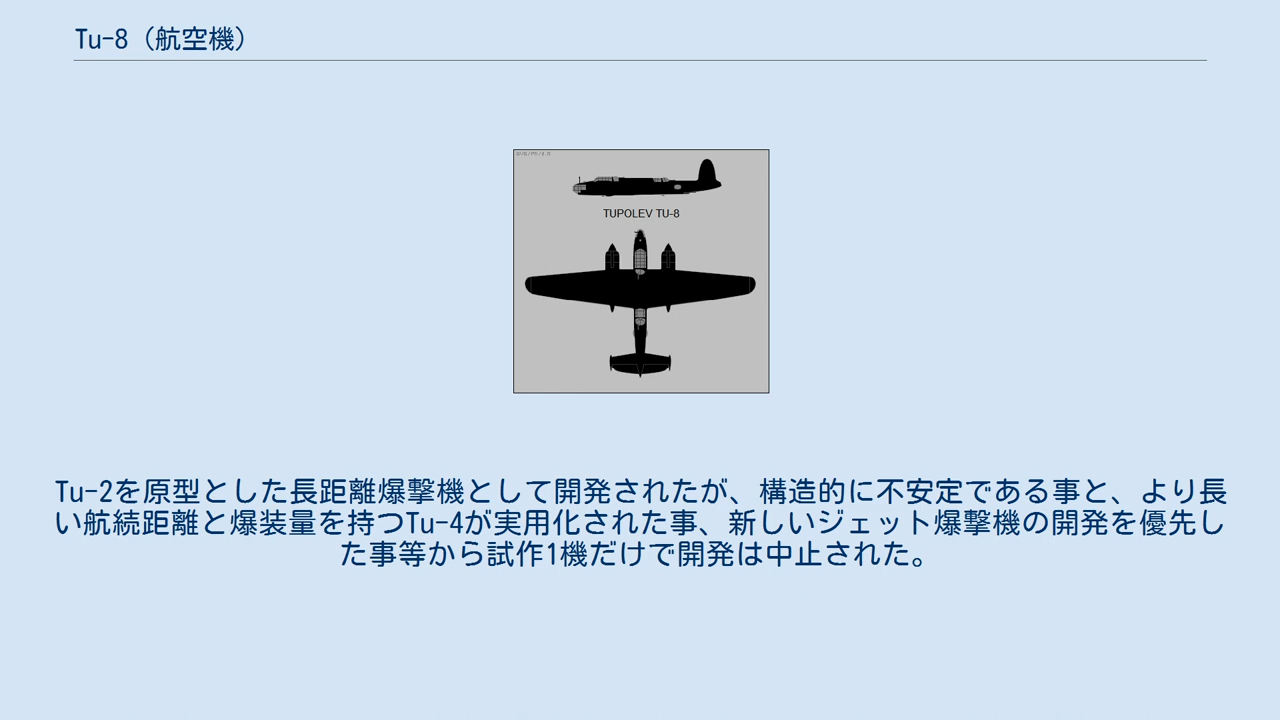 Tu-8（航空機）
TUPOLEV TU-8
Tu-2を原型とした長距離爆撃機として開発されたが、構造的に不安定である事と、より長
い航続距離と爆装量を持つTu-4が実用化された事、新しいジェット爆撃機の開発を優先し
た事等から試作1機だけで開発は中止された。